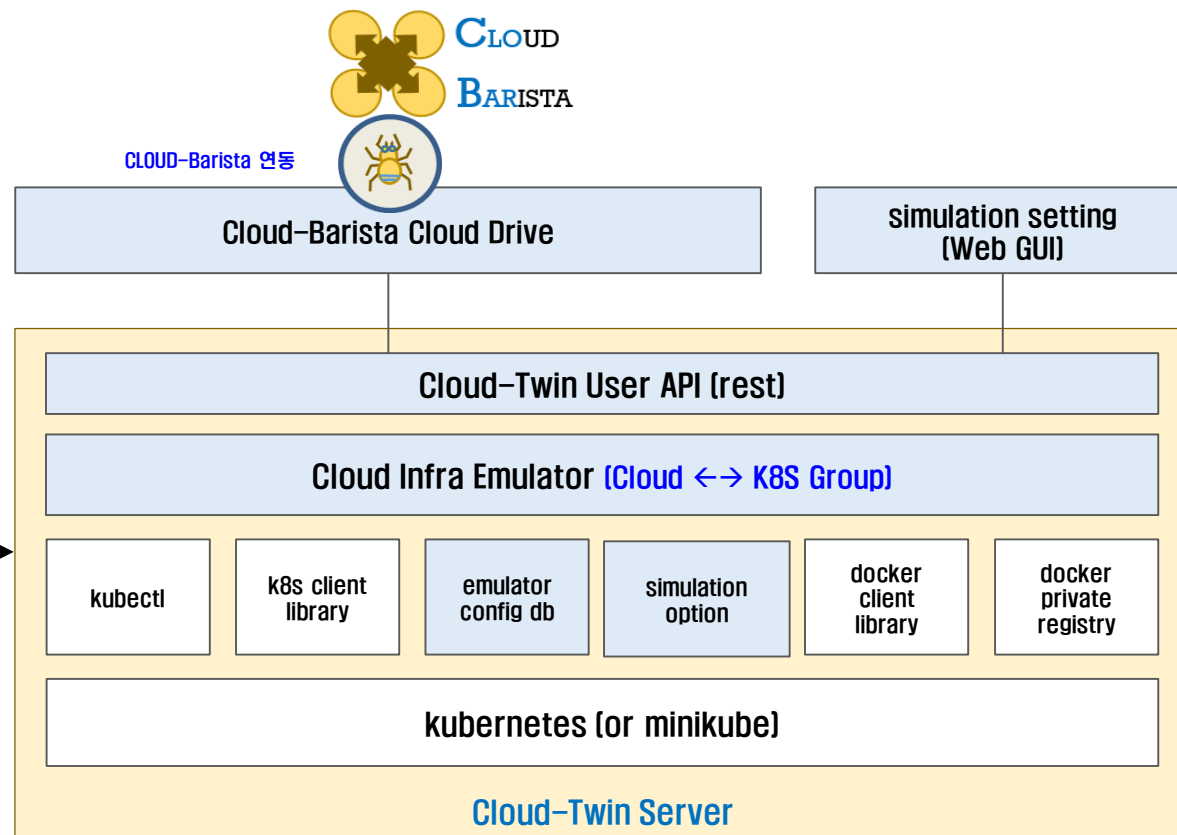 CLOUD
BARISTA
CLOUD-Barista 연동
Cloud-Barista Cloud Drive
simulation setting
(Web GUI)
Cloud-Twin User API (rest)
Cloud Infra Emulator (Cloud ←→ K8S Group)
kubectl
k8s client
library
emulator
config db
simulation
option
docker
client
library
docker
private
registry
kubernetes (or minikube)
Cloud-Twin Server